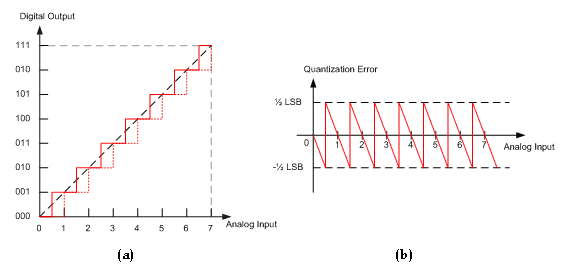 Digital Output
111
010
101
100
011
010
001
000
0 1 2 3 4 5 6 7
Analog Input
(a)
Quantization Error
½ LSB
0 1 2 3 4 5 6 7
Analog Input
-½ LSB
(b)